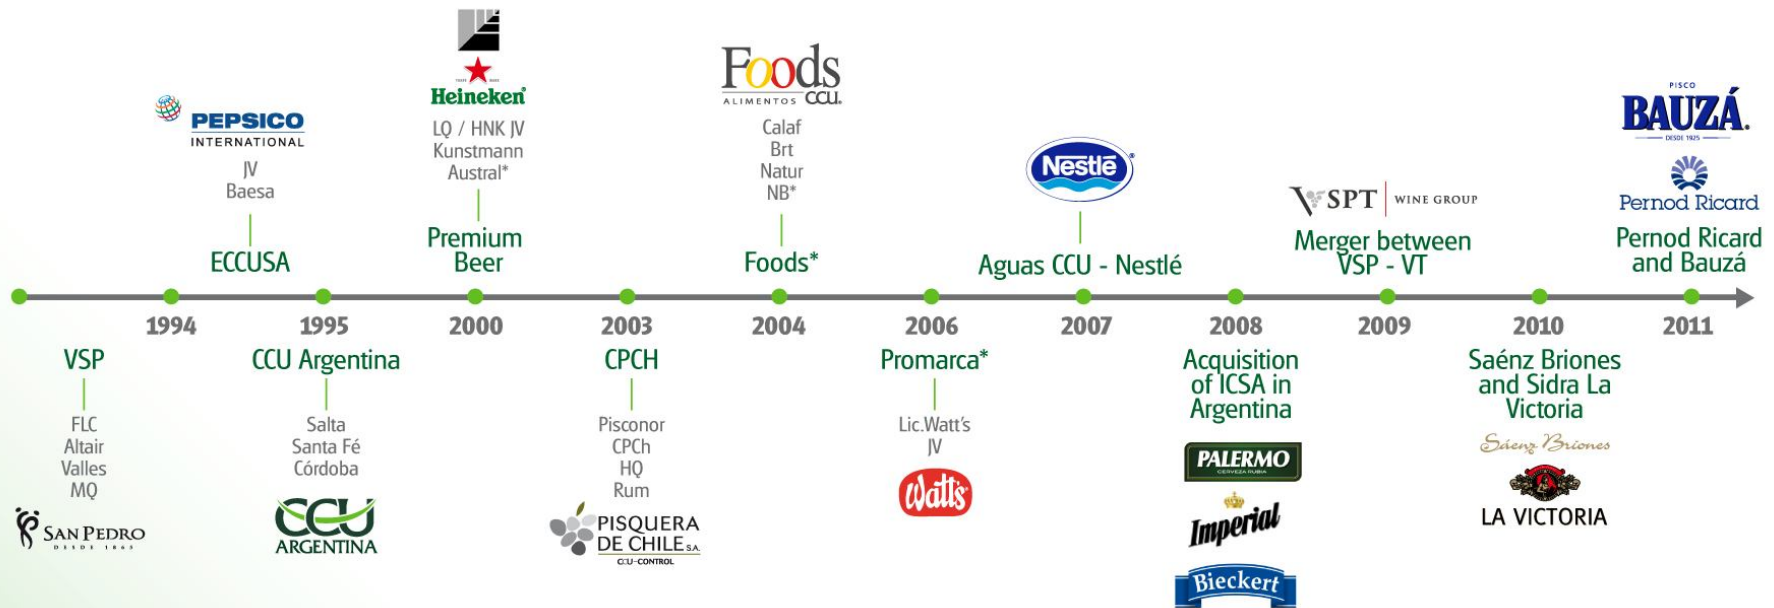 PEPSICO
INTERNATIONAL
JV
Baesa
ECCUSA
Heineken
LQ / HNK JV
Kunstmann
Austral*
Premium
Beer
Foods
ALIMENTOS CCU.
Calaf
Brt
Natur
NB*
Foods*
Nestlé
Aguas CCU - Nestlé
VSPT WINE GROUP
Merger between
VSP - VT
PISCO
BAUZÁ.
DESDE 1925
Pernod Ricard
Pernod Ricard
and Bauzá
1994
1995
2000
2003
2004
2006
2007
2008
2009
2010
2011
VSP
FLC
Altair
Valles
MQ
SAN PEDRO
DESDE 1865
CCU Argentina
Salta
Santa Fé
Córdoba
CCU
ARGENTINA
CPCH
Pisconor
CPCh
HQ
Rum
PISQUERA
DE CHILE S.A.
CCU-CONTROL
Promarca*
Lic.Watt's
JV
Watt's
Acquisition
of ICSA in
Argentina
PALERMO
CERVEZA RUBIA
Imperial
Bieckert
Saénz Briones
and Sidra La
Victoria
Sáenz Briones
LA VICTORIA